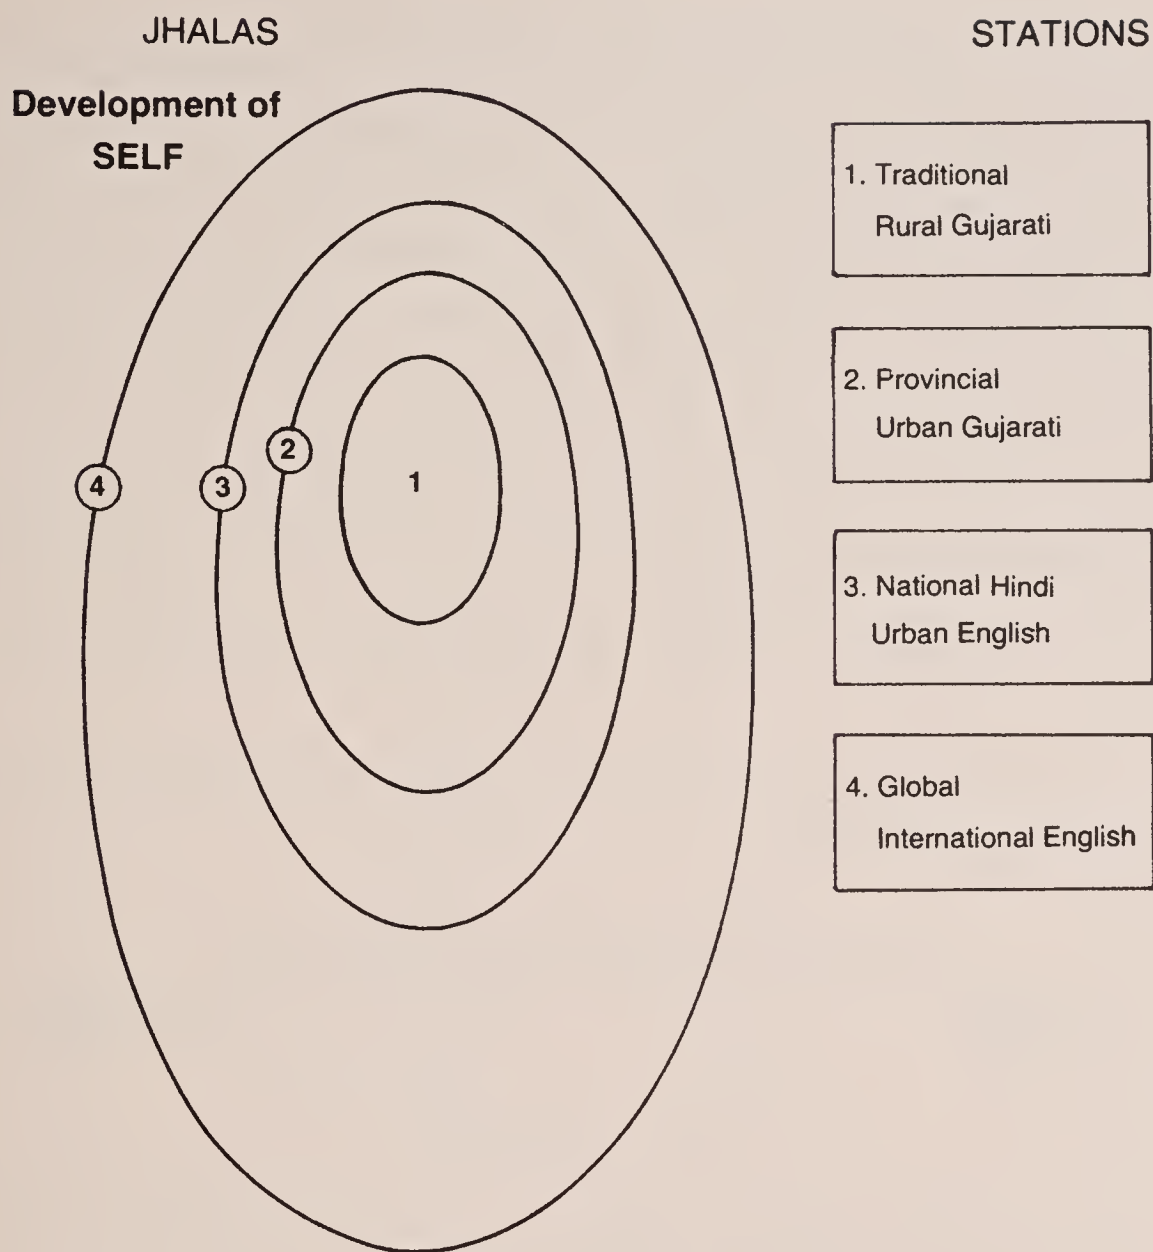 JHALAS
STATIONS
Development of
SELF
1. Traditional
Rural Gujarati
2. Provincial
Urban Gujarati
3. National Hindi
Urban English
4. Global
International English
4
3
2
1